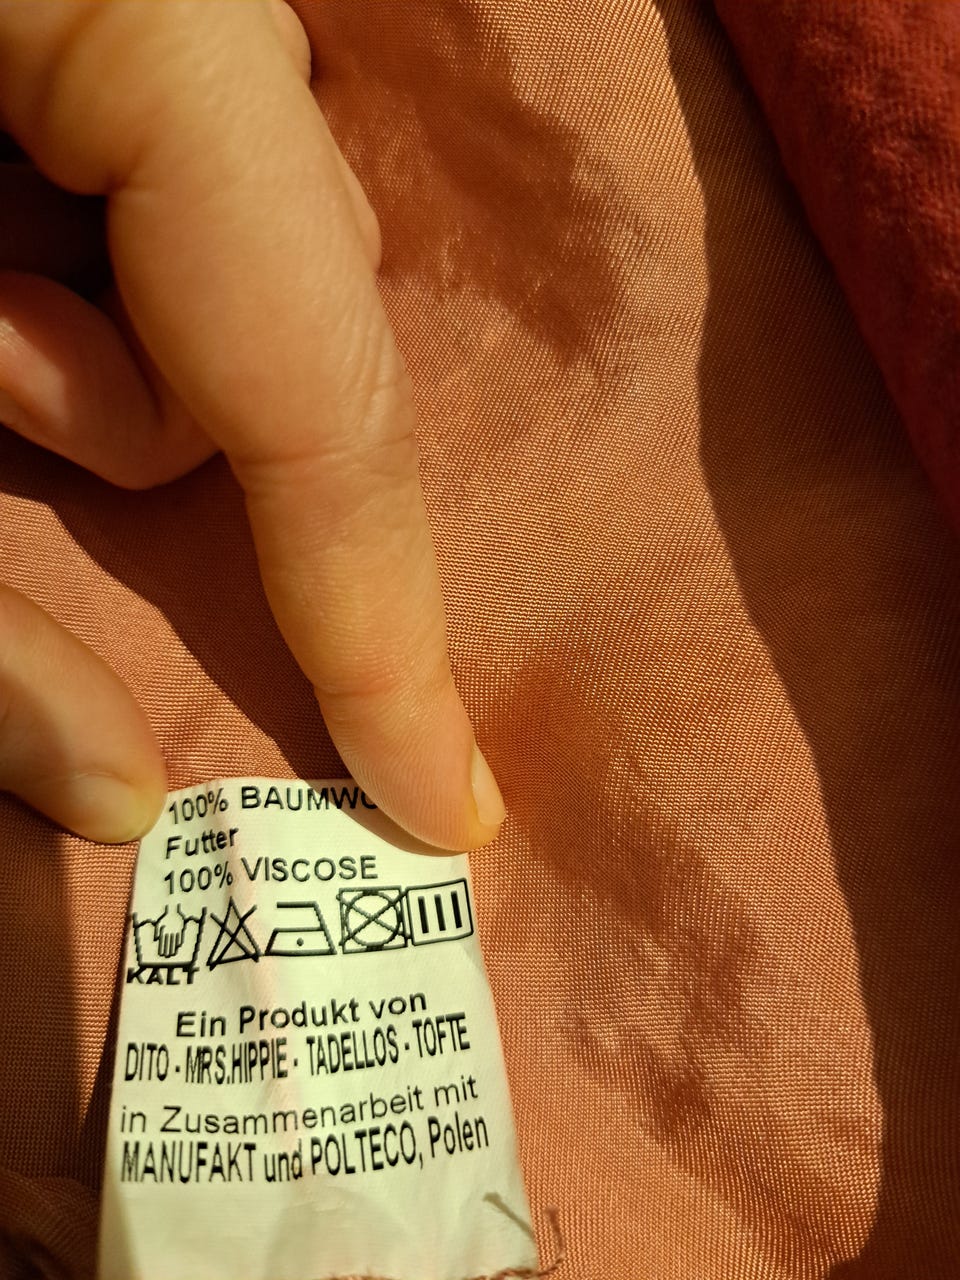 100%
Futter
100% VISCOSE
KALT
Ein Produkt von
DITO - MRS.HIPPIE - TADELLOS - TOFTE
in Zusammenarbeit mit
MANUFAKT und POLTECO, Polen